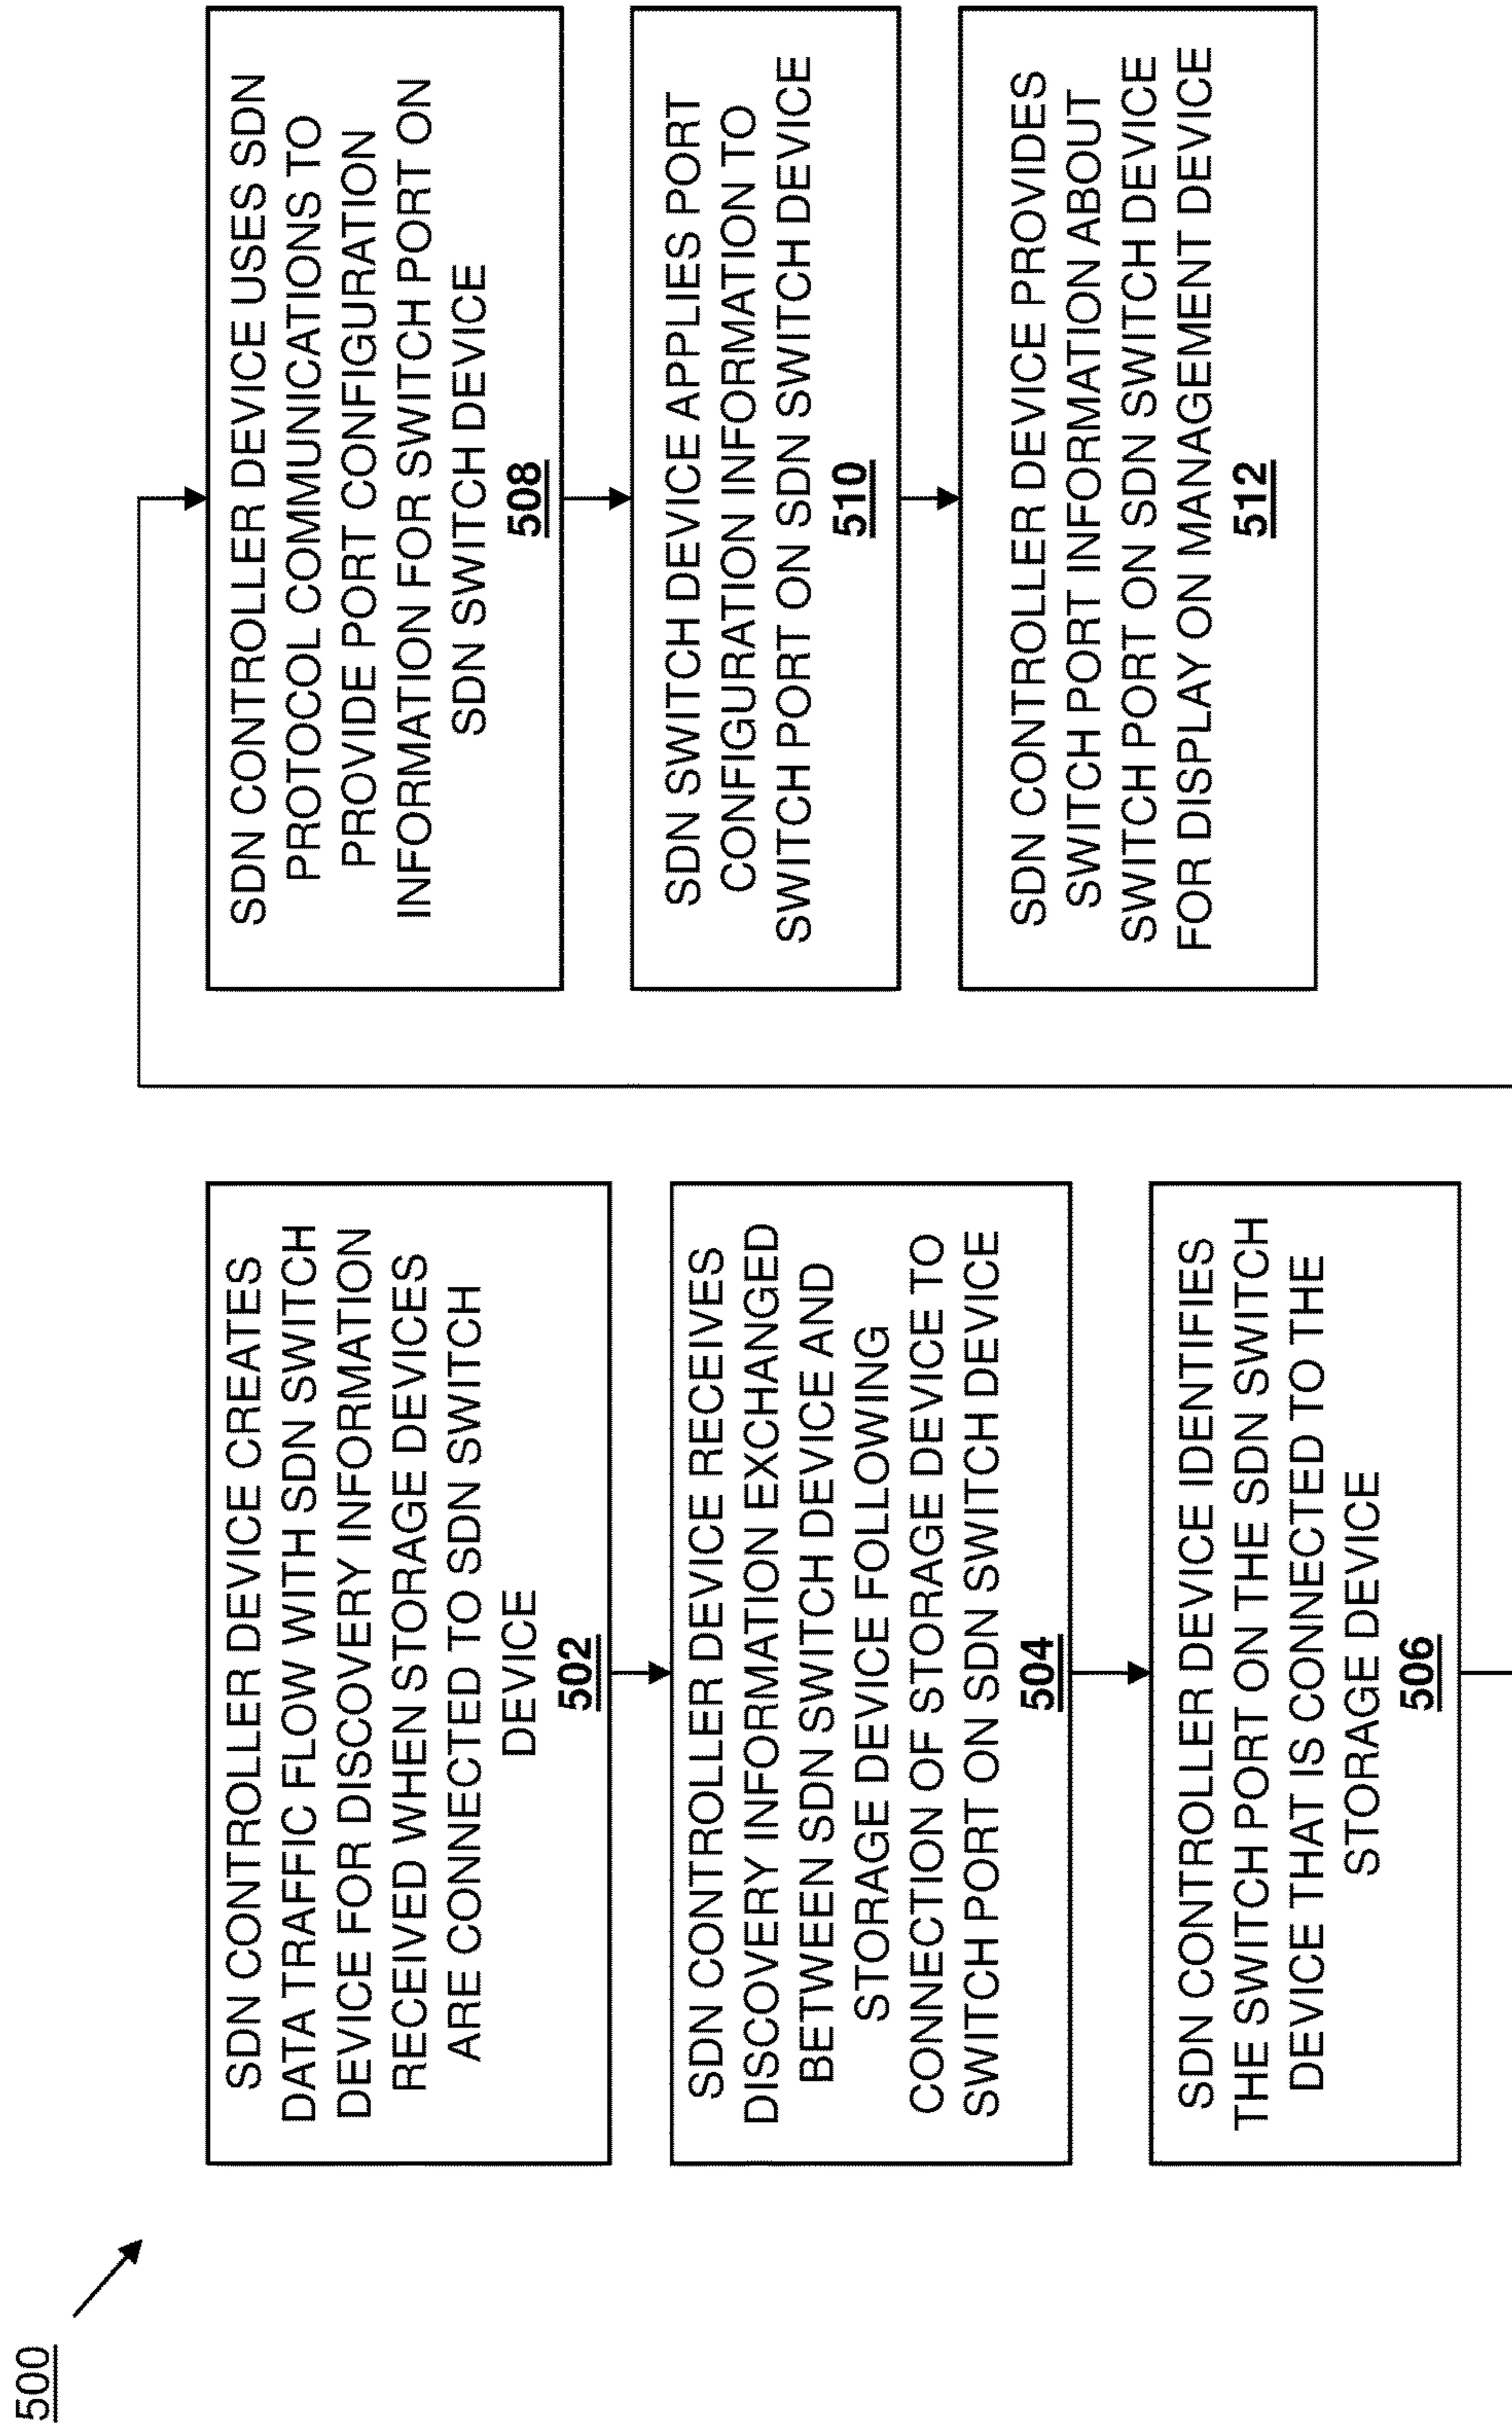 500
SDN CONTROLLER DEVICE CREATES
DATA TRAFFIC FLOW WITH SDN SWITCH
DEVICE FOR DISCOVERY INFORMATION
RECEIVED WHEN STORAGE DEVICES
ARE CONNECTED TO SDN SWITCH
DEVICE
502
SDN CONTROLLER DEVICE RECEIVES
DISCOVERY INFORMATION EXCHANGED
BETWEEN SDN SWITCH DEVICE AND
STORAGE DEVICE FOLLOWING
CONNECTION OF STORAGE DEVICE TO
SWITCH PORT ON SDN SWITCH DEVICE
504
SDN CONTROLLER DEVICE IDENTIFIES
THE SWITCH PORT ON THE SDN SWITCH
DEVICE THAT IS CONNECTED TO THE
STORAGE DEVICE
506
SDN CONTROLLER DEVICE USES SDN
PROTOCOL COMMUNICATIONS TO
PROVIDE PORT CONFIGURATION
INFORMATION FOR SWITCH PORT ON
SDN SWITCH DEVICE
508
SDN SWITCH DEVICE APPLIES PORT
CONFIGURATION INFORMATION TO
SWITCH PORT ON SDN SWITCH DEVICE
510
SDN CONTROLLER DEVICE PROVIDES
SWITCH PORT INFORMATION ABOUT
SWITCH PORT ON SDN SWITCH DEVICE
FOR DISPLAY ON MANAGEMENT DEVICE
512